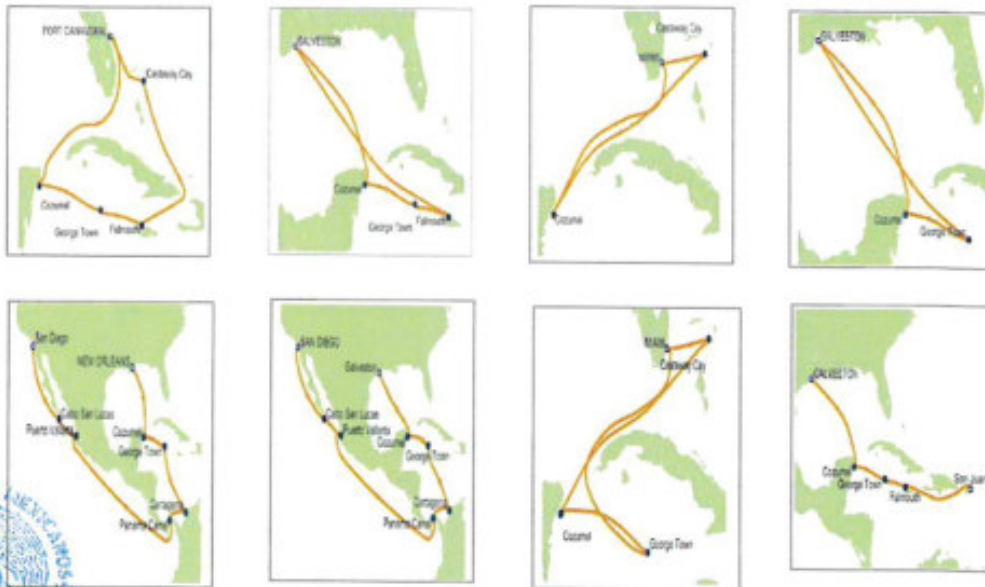 PORT CANAVERAL
Castaway Cay
Cozumel
George Town
Falmouth
GALVESTON
Cozumel
George Town
Falmouth
Castaway Cay
MIAMI
Cozumel
GALVESTON
Cozumel
George Town
San Diego
NEW ORLEANS
Cabo San Lucas
Puerto Vallarta
Cozumel
George Town
Cartagena
Panama Canal
SAN DIEGO
Galveston
Cabo San Lucas
Puerto Vallarta
Cozumel
George Town
Cartagena
Panama Canal
MIAMI
Castaway Cay
Cozumel
George Town
GALVESTON
Cozumel
George Town
Falmouth
San Juan